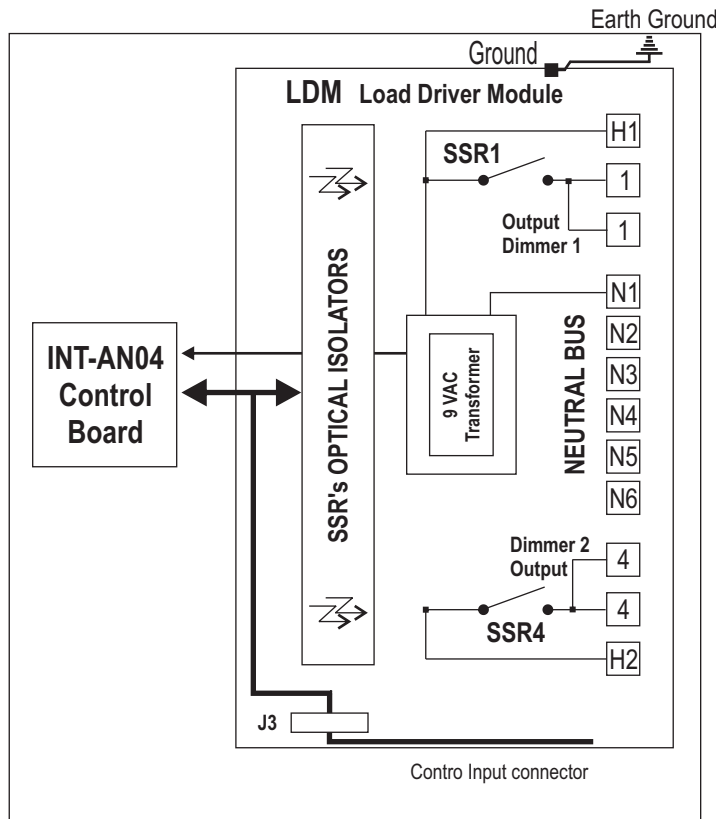 Earth Ground
Ground
LDM Load Driver Module
H1
SSR1
1
Output
Dimmer 1
1
SSR's OPTICAL ISOLATORS
N1
N2
N3
N4
N5
N6
NEUTRAL BUS
INT-AN04
Control
Board
9 VAC
Transformer
Dimmer 2
Output
4
4
SSR4
H2
J3
Contro Input connector